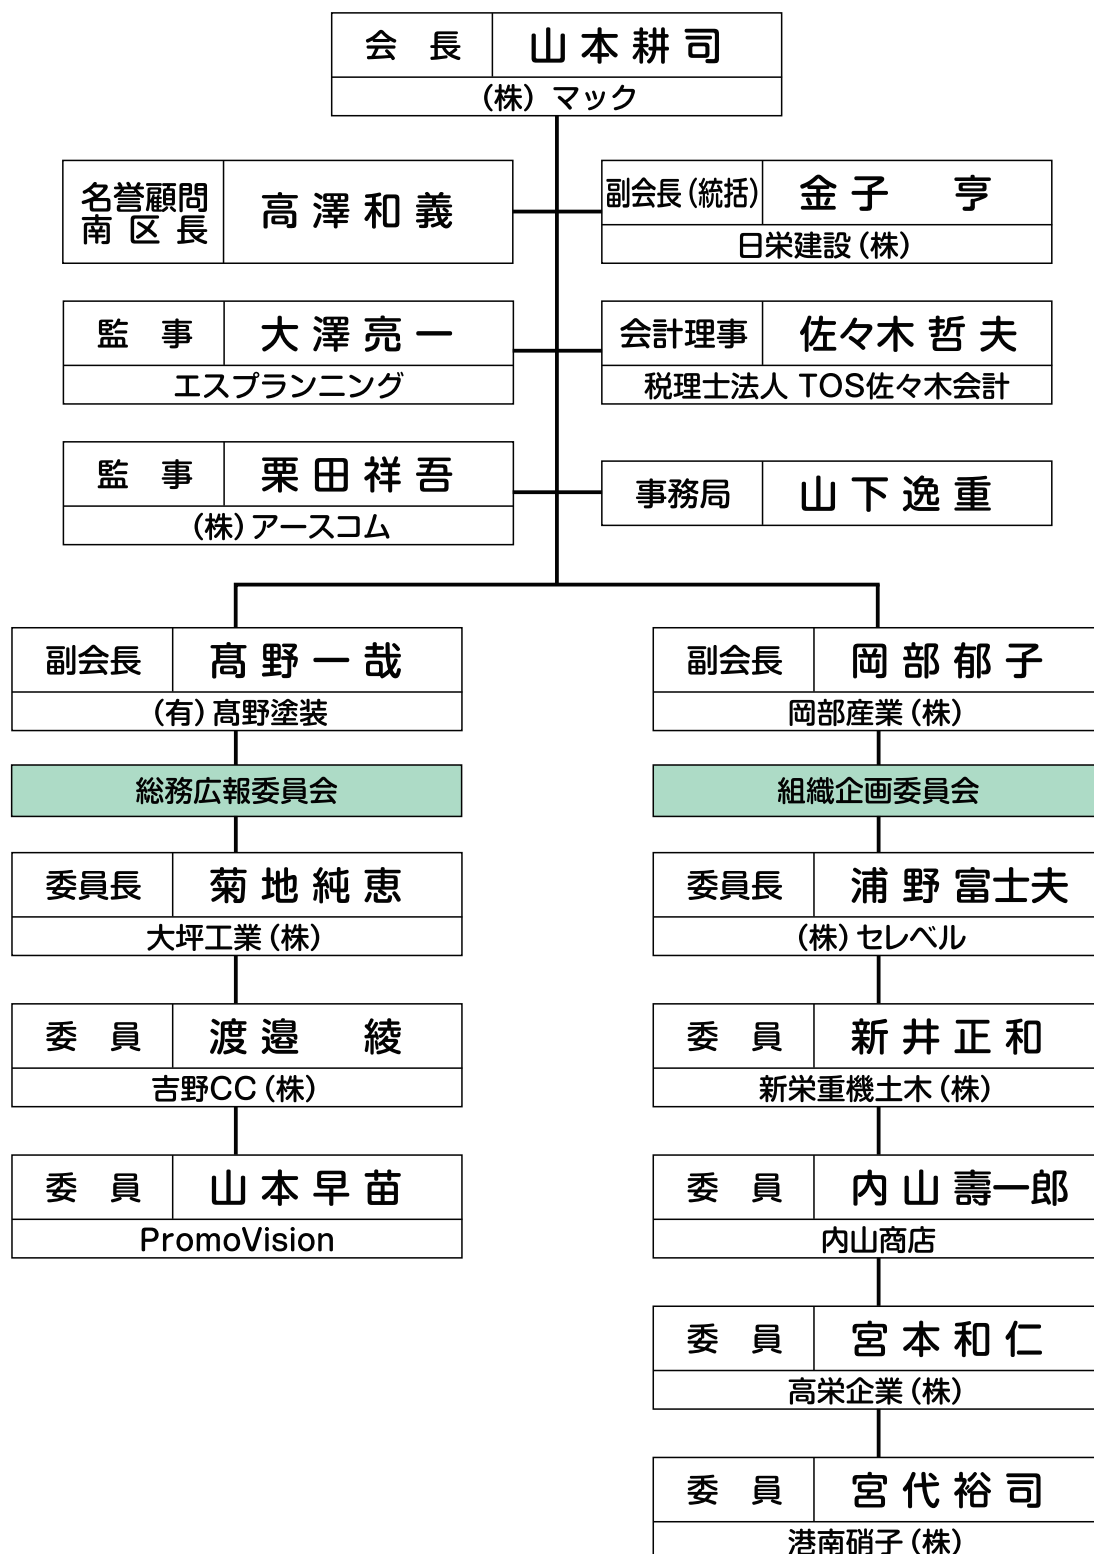 会 長 山本耕司
(株) マック
名誉顧問
南区長
高澤和義
副会長(統括) 金子 亨
日栄建設(株)
監 事 大澤亮一
エスプランニング
会計理事 佐々木哲夫
税理士法人 TOS佐々木会計
監 事 栗田祥吾
(株)アースコム
事務局 山下逸重
副会長 髙野一哉
(有)髙野塗装
総務広報委員会
委員長 菊地純恵
大坪工業(株)
委 員 渡邉 綾
吉野CC(株)
委 員 山本早苗
PromoVision
副会長 岡部郁子
岡部産業(株)
組織企画委員会
委員長 浦野富士夫
(株)セレベル
委 員 新井正和
新栄重機土木(株)
委 員 内山壽一郎
内山商店
委 員 宮本和仁
高栄企業(株)
委 員 宮代裕司
港南硝子(株)